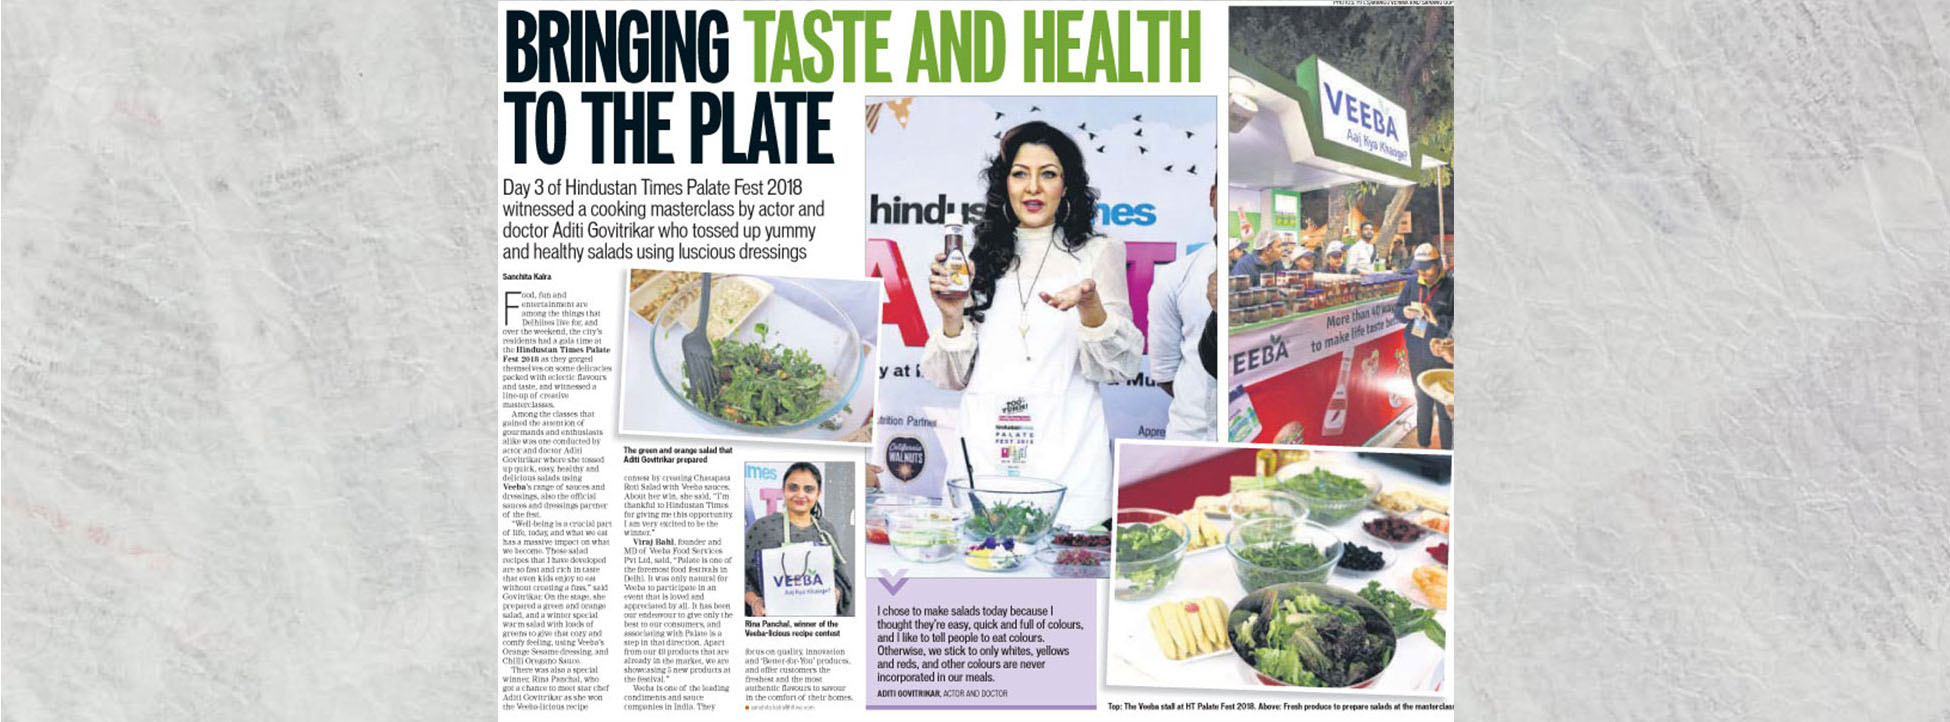 BRINGING TASTE AND HEALTH
TO THE PLATE
Day 3 of Hindustan Times Palate Fest 2018
witnessed a cooking masterclass by actor and
doctor Aditi Govitrikar who tossed up yummy
and healthy salads using luscious dressings
Sanchita Kalra
Food, fun and
entertainment are
among the things that
Delhiites live for, and
over the weekend, the city's
residents had a gala time at
the Hindustan Times Palate
Fest 2018 as they gorged
themselves on some delicacies
packed with eclectic flavours
and taste, and witnessed a
line-up of creative
masterclasses.
Among the classes that
gained the attention of
gourmands and enthusiasts
alike was one conducted by
actor and doctor Aditi
Govitrikar where she tossed
up quick, easy, healthy and
delicious salads using
Veeba's range of sauces and
dressings, also the official
sauces and dressings partner
of the fest.
"Well-being is a crucial part
of life, today, and what we eat
has a massive impact on what
we become. These salad
recipes that I have developed
are so fast and rich in taste
that even kids enjoy to eat
without creating a fuss," said
Govitrikar. On the stage, she
prepared a green and orange
salad, and a winter special
warm salad with loads of
greens to give that cozy and
comfy feeling, using Veeba's
Orange Sesame dressing, and
Chilli Oregano Sauce.
There was also a special
winner, Rina Panchal, who
got a chance to meet star chef
Aditi Govitrikar as she won
the Veeba-licious recipe
The green and orange salad that
Aditi Govitrikar prepared
contest by creating Chatapata
Roti Salad with Veeba sauces.
About her win, she said, "I'm
thankful to Hindustan Times
for giving me this opportunity.
I am very excited to be the
winner."
Viraj Bahl, founder and
MD of Veeba Food Services
Pvt Ltd, said, "Palate is one of
the foremost food festivals in
Delhi. It was only natural for
Veeba to participate in an
event that is loved and
appreciated by all. It has been
our endeavour to give only the
best to our consumers, and
associating with Palate is a
step in that direction. Apart
from our 40 products that are
already in the market, we are
showcasing 5 new products at
the festival."
Veeba is one of the leading
condiments and sauce
companies in India. They
imes
VEEBA
Aaj Kya Khaoge?
Rina Panchal, winner of the
Veeba-licious recipe contest
focus on quality, innovation
and 'Better-for-You' products,
and offer customers the
freshest and the most
authentic flavours to savour
in the comfort of their homes.
hindus mes
A T
y at
& Mu
trition Partner
California
WALNUTS
Appre
TOO
YUMM!
hindustantimes
PALATE
FEST 2018
I chose to make salads today because I
thought they're easy, quick and full of colours,
and I like to tell people to eat colours.
Otherwise, we stick to only whites, yellows
and reds, and other colours are never
incorporated in our meals.
ADITI GOVITRIKAR, ACTOR AND DOCTOR
VEEBA
Aaj Kya Khaoge?
More than 40 way
to make life taste bet
EEBA
Top: The Veeba stall at HT Palate Fest 2018. Above: Fresh produce to prepare salads at the masterclass